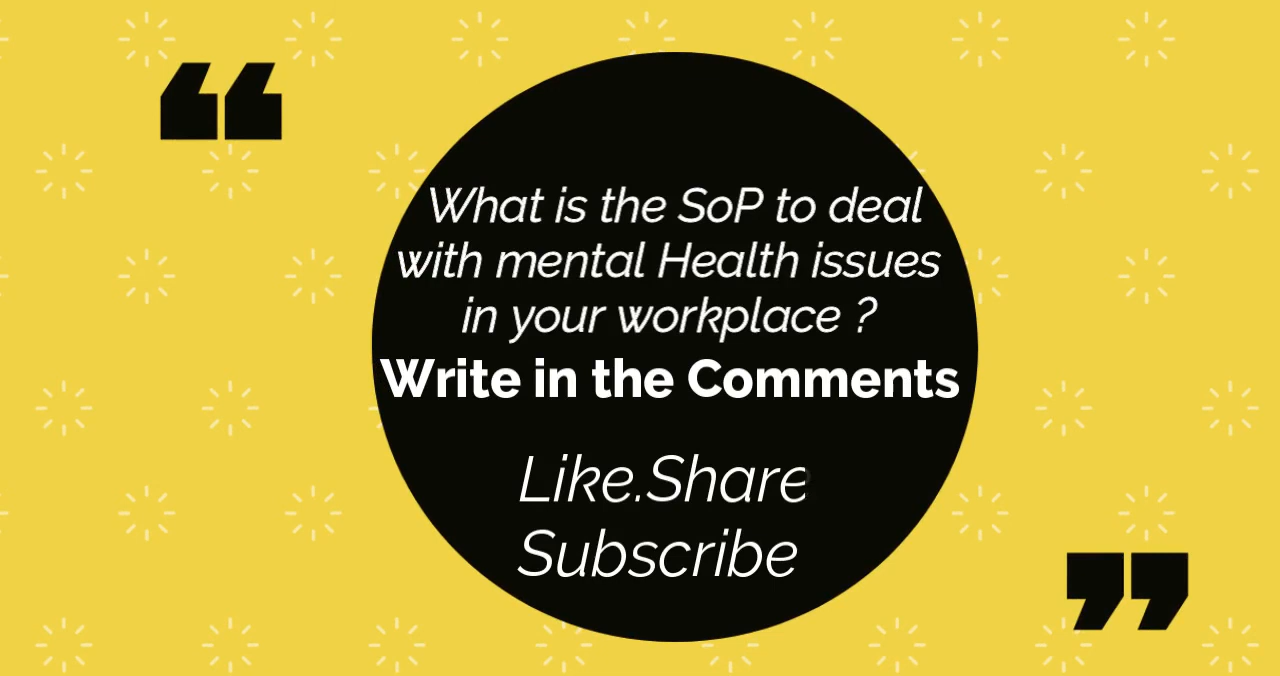 “
What is the SoP to deal
with mental Health issues
in your workplace ?
Write in the Comments
Like.Share
Subscribe
”